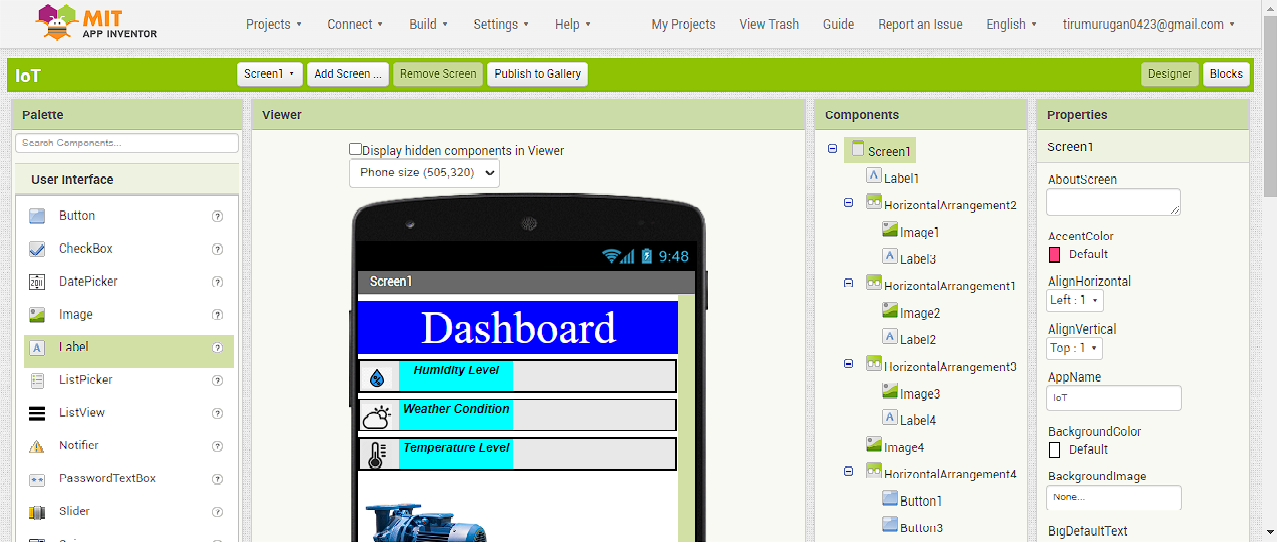 MIT
APP INVENTOR
Projects Connect Build Settings Help My Projects View Trash Guide Report an Issue English tirumurugan0423@gmail.com
IoT Screen1 Add Screen ... Remove Screen Publish to Gallery Designer Blocks
Palette
Search Components...
User Interface
Button ?
CheckBox ?
DatePicker ?
Image ?
Label ?
ListPicker ?
ListView ?
Notifier ?
PasswordTextBox ?
Slider ?
Viewer
Display hidden components in Viewer
Phone size (505,320)
9:48
Screen1
Dashboard
Humidity Level
Weather Condition
Temperature Level
Components
Screen1
Label1
HorizontalArrangement2
Image1
Label3
HorizontalArrangement1
Image2
Label2
HorizontalArrangement3
Image3
Label4
Image4
HorizontalArrangement4
Button1
Button3
Properties
Screen1
AboutScreen
AccentColor
Default
AlignHorizontal
Left : 1
AlignVertical
Top : 1
AppName
IoT
BackgroundColor
Default
BackgroundImage
None...
BigDefaultText